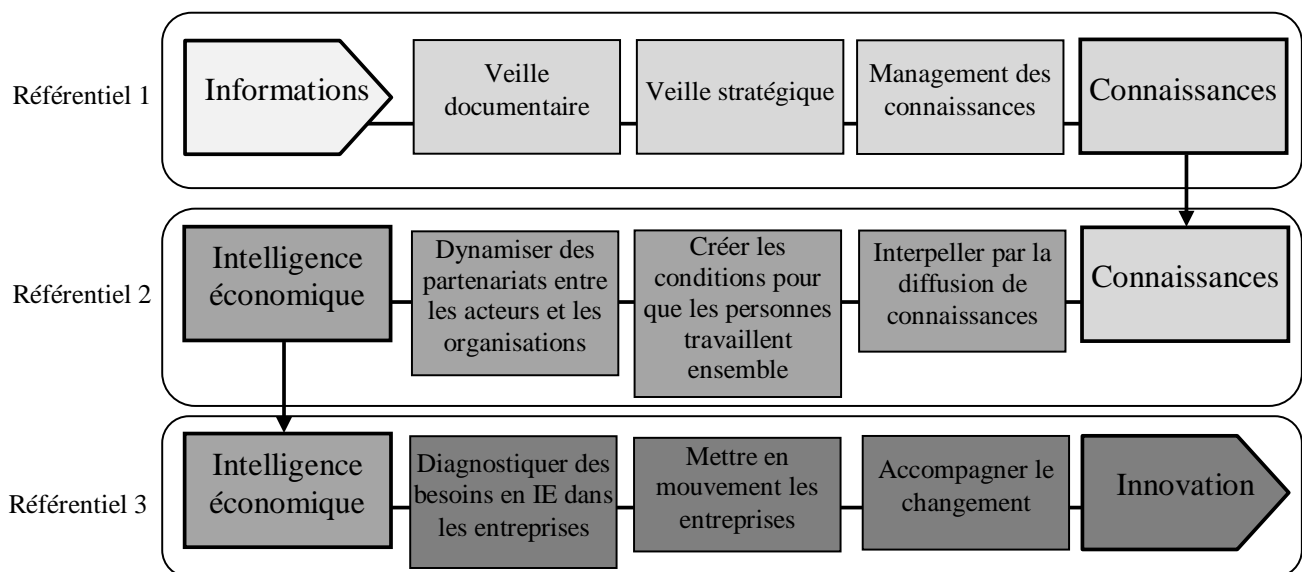 Référentiel 1
Informations
Veille
documentaire
Veille stratégique
Management des
connaissances
Connaissances
Référentiel 2
Intelligence
économique
Dynamiser des
partenariats entre
les acteurs et les
organisations
Créer les
conditions pour
que les personnes
travaillent
ensemble
Interpeller par la
diffusion de
connaissances
Connaissances
Référentiel 3
Intelligence
économique
Diagnostiquer des
besoins en IE dans
les entreprises
Mettre en
mouvement les
entreprises
Accompagner le
changement
Innovation